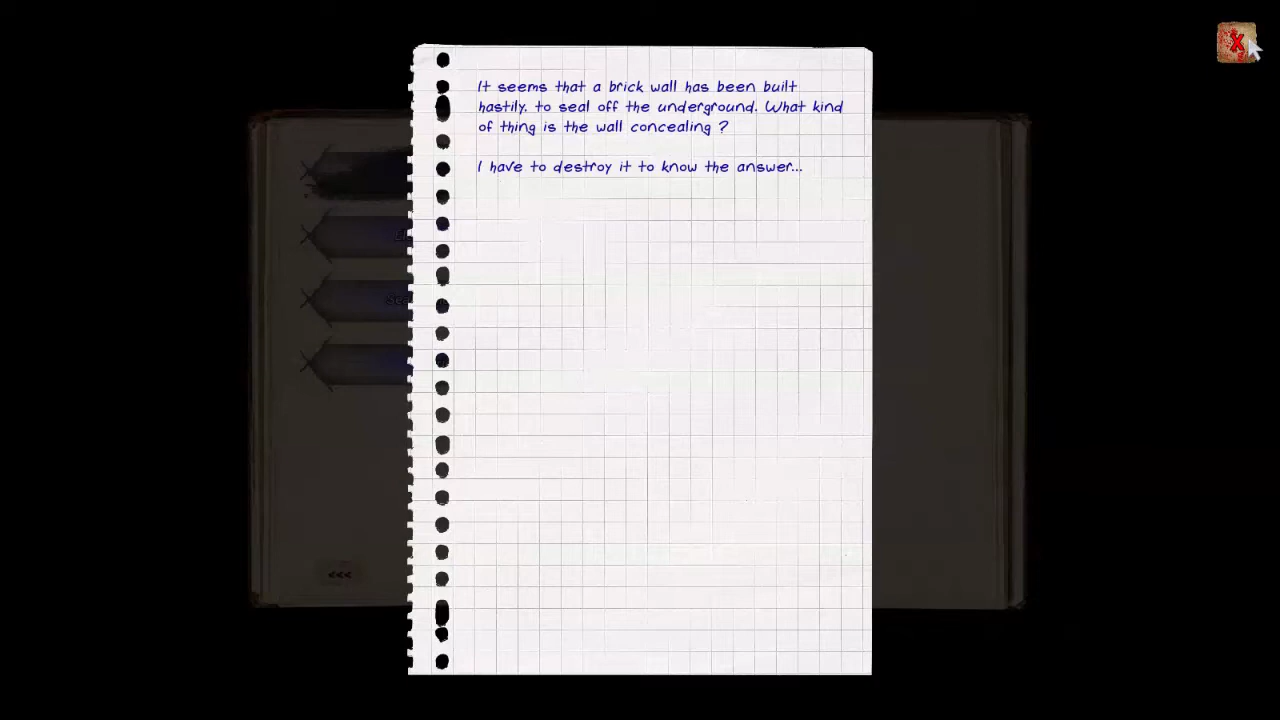 It seems that a brick wall has been built
hastily, to seal off the underground. What kind
of thing is the wall concealing ?
I have to destroy it to know the answer...
X
<<<